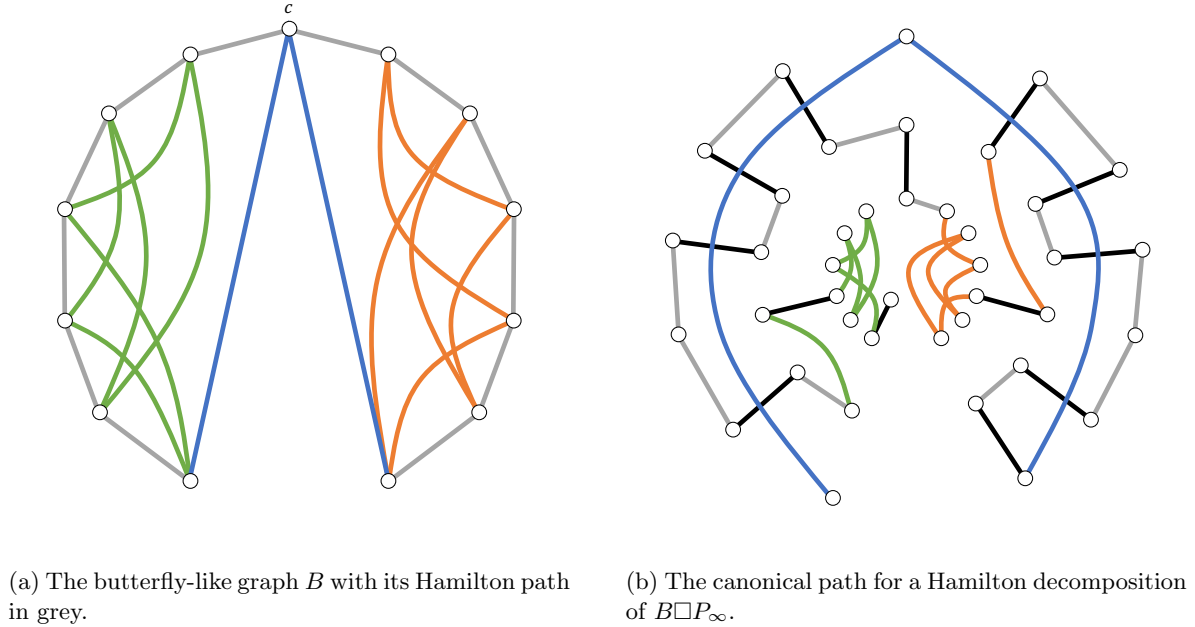 c
(a) The butterfly-like graph B with its Hamilton path
in grey.
(b) The canonical path for a Hamilton decomposition
of B□P∞.